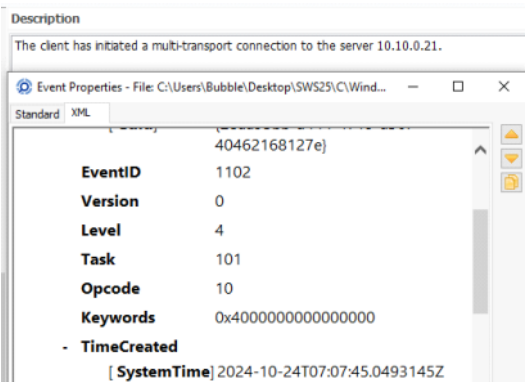 Description
The client has initiated a multi-transport connection to the server 10.10.0.21.
Event Properties - File: C:\Users\Bubble\Desktop\SWS25\C\Wind...
Standard XML
40462168127e}
EventID 1102
Version 0
Level 4
Task 101
Opcode 10
Keywords 0x4000000000000000
- TimeCreated
[ SystemTime] 2024-10-24T07:07:45.0493145Z